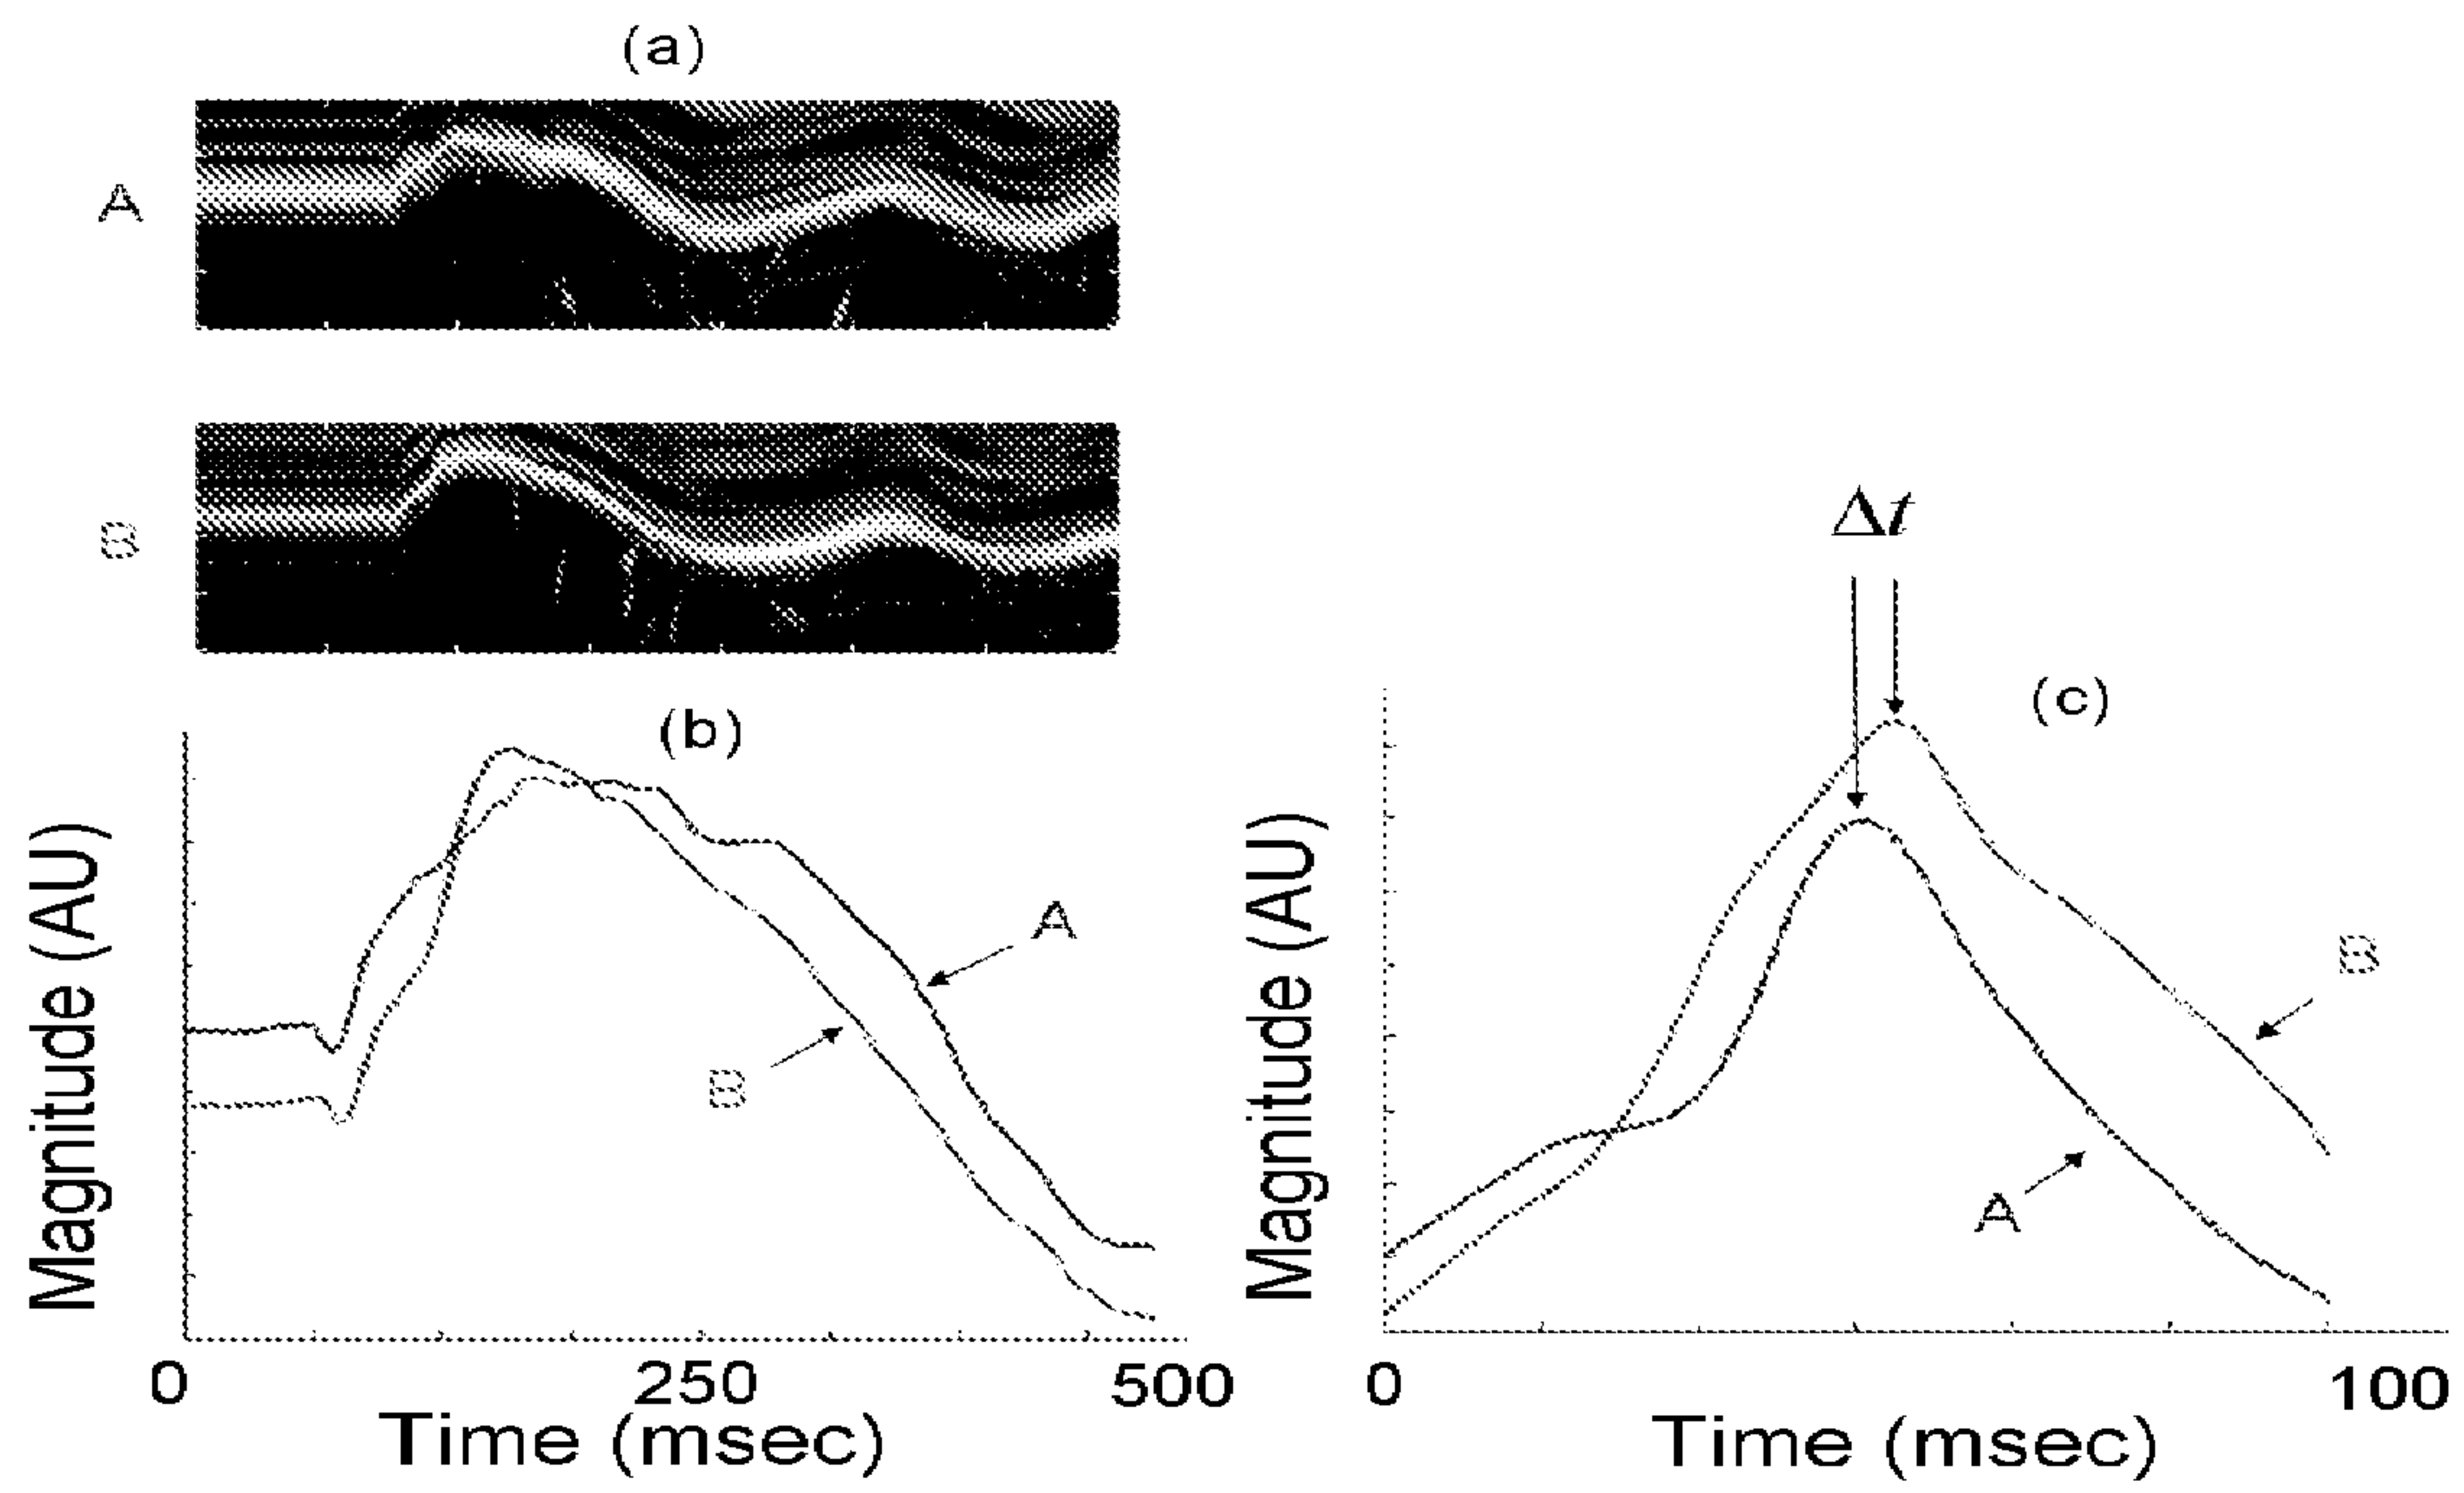 (a)
A
B
(b)
Magnitude (AU)
A
B
0 250 500
Time (msec)
Δt
(c)
Magnitude (AU)
B
A
0 100
Time (msec)